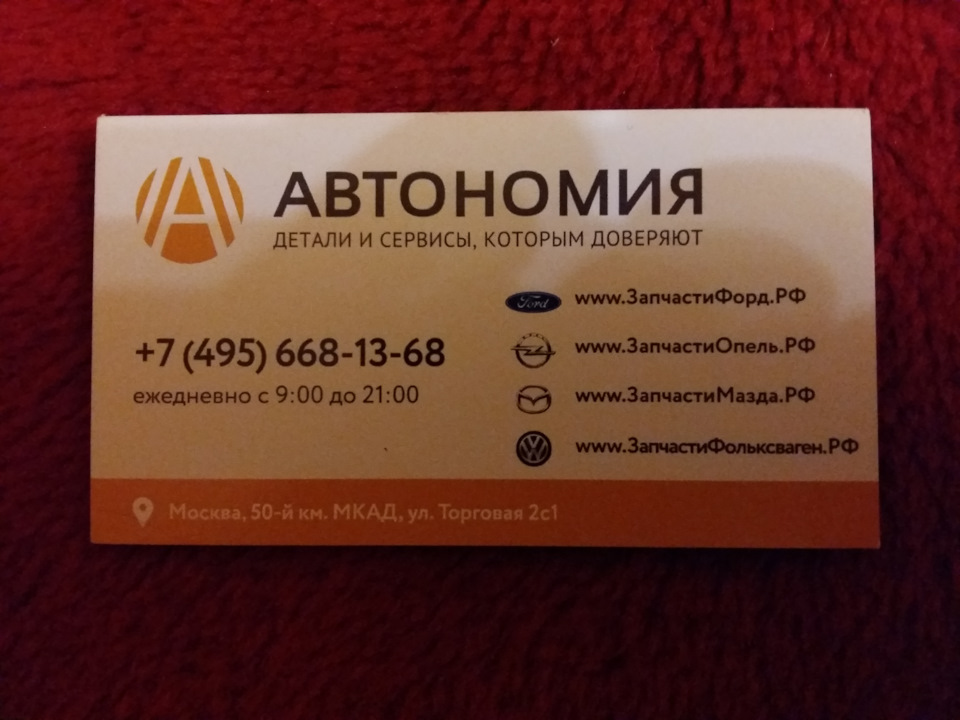 АВТОНОМИЯ
ДЕТАЛИ И СЕРВИСЫ, КОТОРЫМ ДОВЕРЯЮТ
+7 (495) 668-13-68
ежедневно с 9:00 до 21:00
Ford www.ЗапчастиФорд.РФ
www.ЗапчастиОпель.РФ
www.ЗапчастиМазда.РФ
www.ЗапчастиФольксваген.РФ
Москва, 50-й км. МКАД, ул. Торговая 2с1